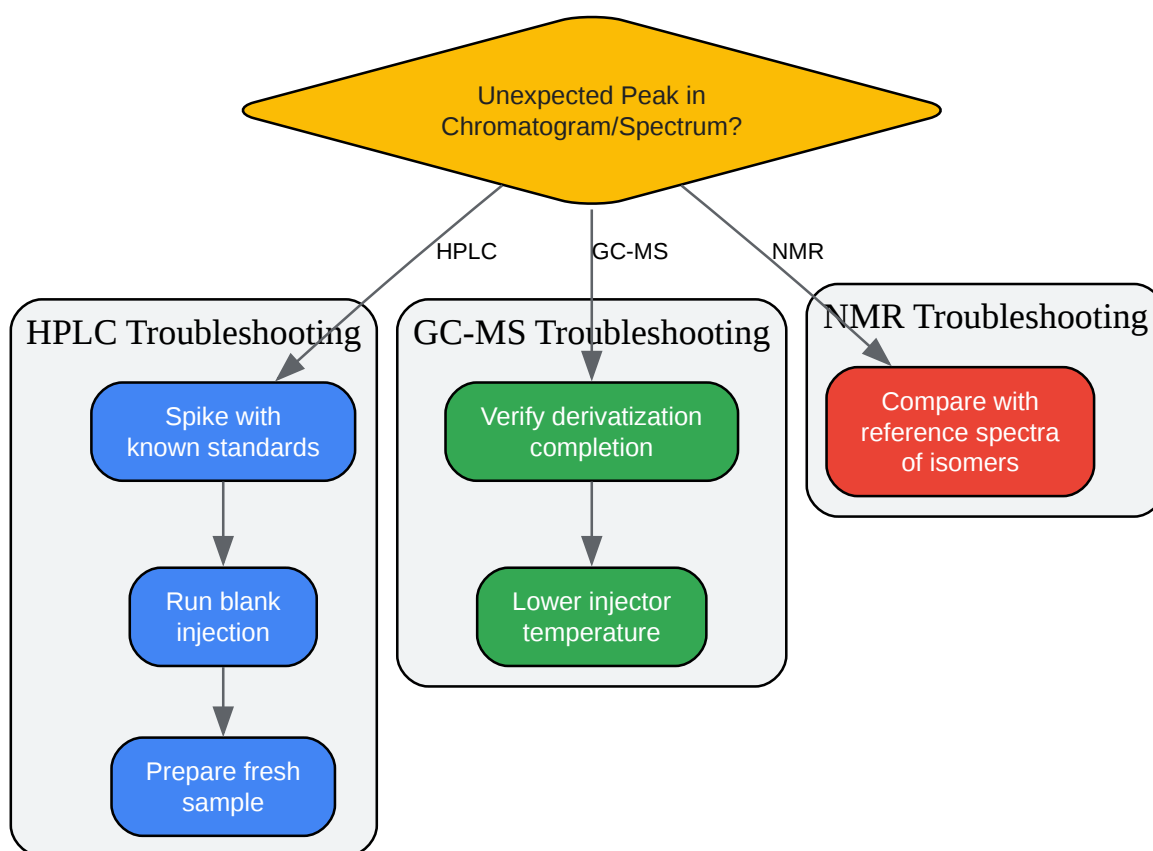 Unexpected Peak in
Chromatogram/Spectrum?
HPLC
GC-MS
NMR
HPLC Troubleshooting
Spike with
known standards
Run blank
injection
Prepare fresh
sample
GC-MS Troubleshooting
Verify derivatization
completion
Lower injector
temperature
NMR Troubleshooting
Compare with
reference spectra
of isomers